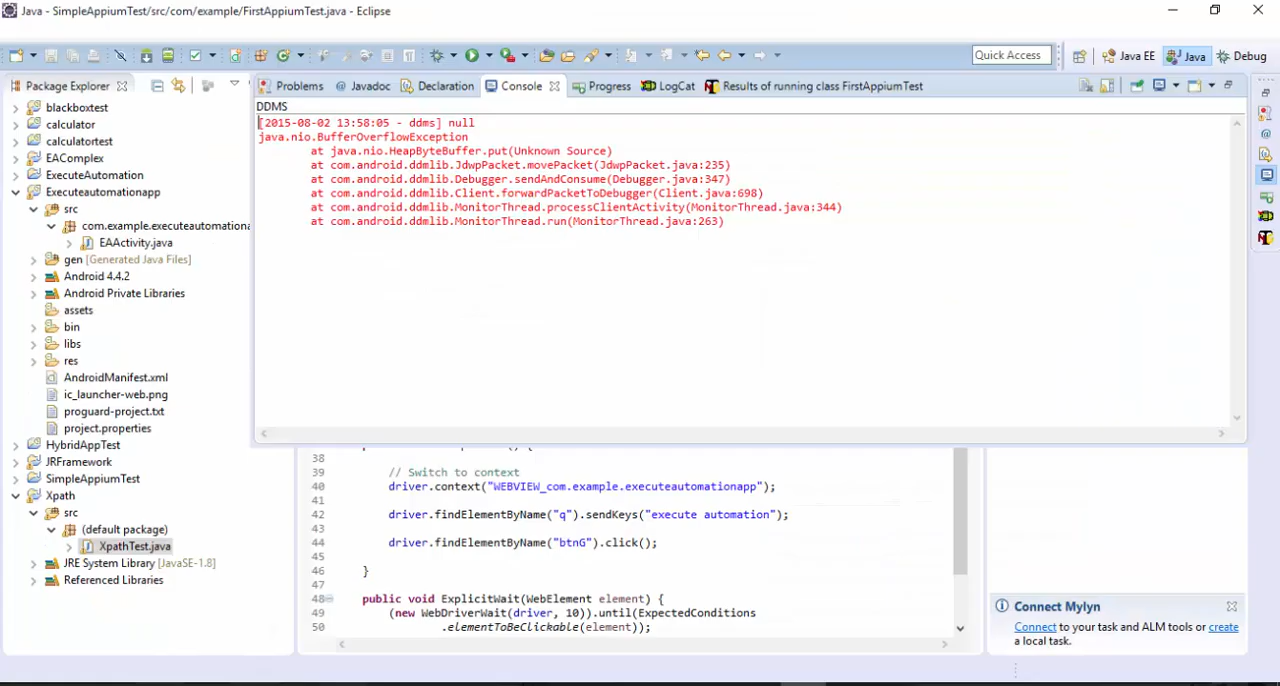 Java - SimpleAppiumTest/src/com/example/FirstAppiumTest.java - Eclipse
Quick Access
Java EE
Java
Debug
Package Explorer
blackboxtest
calculator
calculatortest
EAComplex
ExecuteAutomation
Executeautomationapp
src
com.example.executeautomationa
EAActivity.java
gen [Generated Java Files]
Android 4.4.2
Android Private Libraries
assets
bin
libs
res
AndroidManifest.xml
ic_launcher-web.png
proguard-project.txt
project.properties
HybridAppTest
JRFramework
SimpleAppiumTest
Xpath
src
(default package)
XpathTest.java
JRE System Library [JavaSE-1.8]
Referenced Libraries
Problems @ Javadoc Declaration Console Progress LogCat Results of running class FirstAppiumTest
DDMS
[2015-08-02 13:58:05 - ddms] null
java.nio.BufferOverflowException
at java.nio.HeapByteBuffer.put(Unknown Source)
at com.android.ddmlib.JdwpPacket.movePacket(JdwpPacket.java:235)
at com.android.ddmlib.Debugger.sendAndConsume(Debugger.java:347)
at com.android.ddmlib.Client.forwardPacketToDebugger(Client.java:698)
at com.android.ddmlib.MonitorThread.processClientActivity(MonitorThread.java:344)
at com.android.ddmlib.MonitorThread.run(MonitorThread.java:263)
38
39 // Switch to context
40 driver.context("WEBVIEW_com.example.executeautomationapp");
41
42 driver.findElementByName("q").sendKeys("execute automation");
43
44 driver.findElementByName("btnG").click();
45
46 }
47
48 public void ExplicitWait(WebElement element) {
49 (new WebDriverWait(driver, 10)).until(ExpectedConditions
50 .elementToBeClickable(element));
Connect Mylyn
Connect to your task and ALM tools or create
a local task.